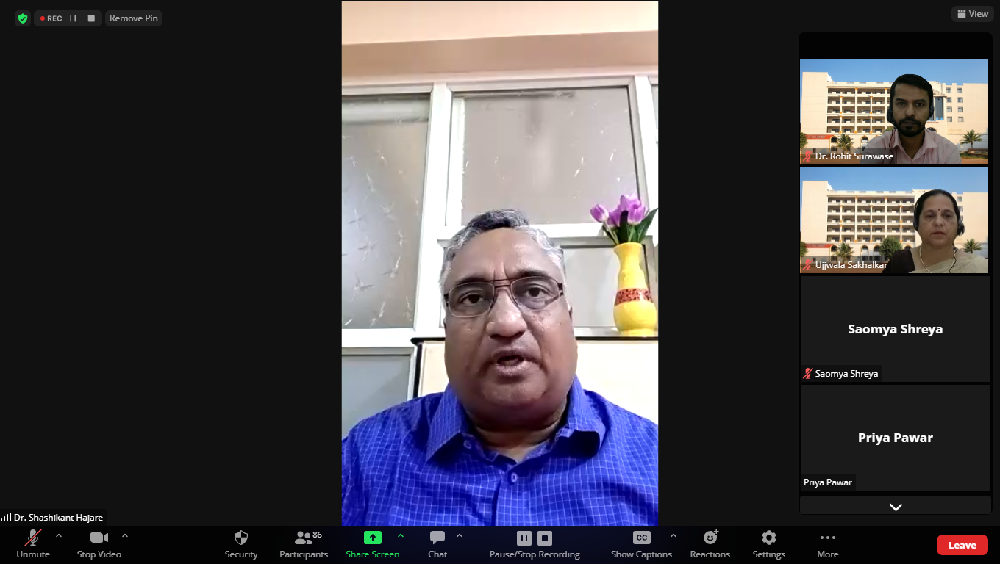 REC
Remove Pin
View
Dr. Rohit Surawase
Ujjwala Sakhalkar
Saomya Shreya
Saomya Shreya
Priya Pawar
Priya Pawar
Dr. Shashikant Hajare
Unmute
Stop Video
Security
Participants
86
Share Screen
Chat
Pause/Stop Recording
CC
Show Captions
Reactions
Settings
More
Leave